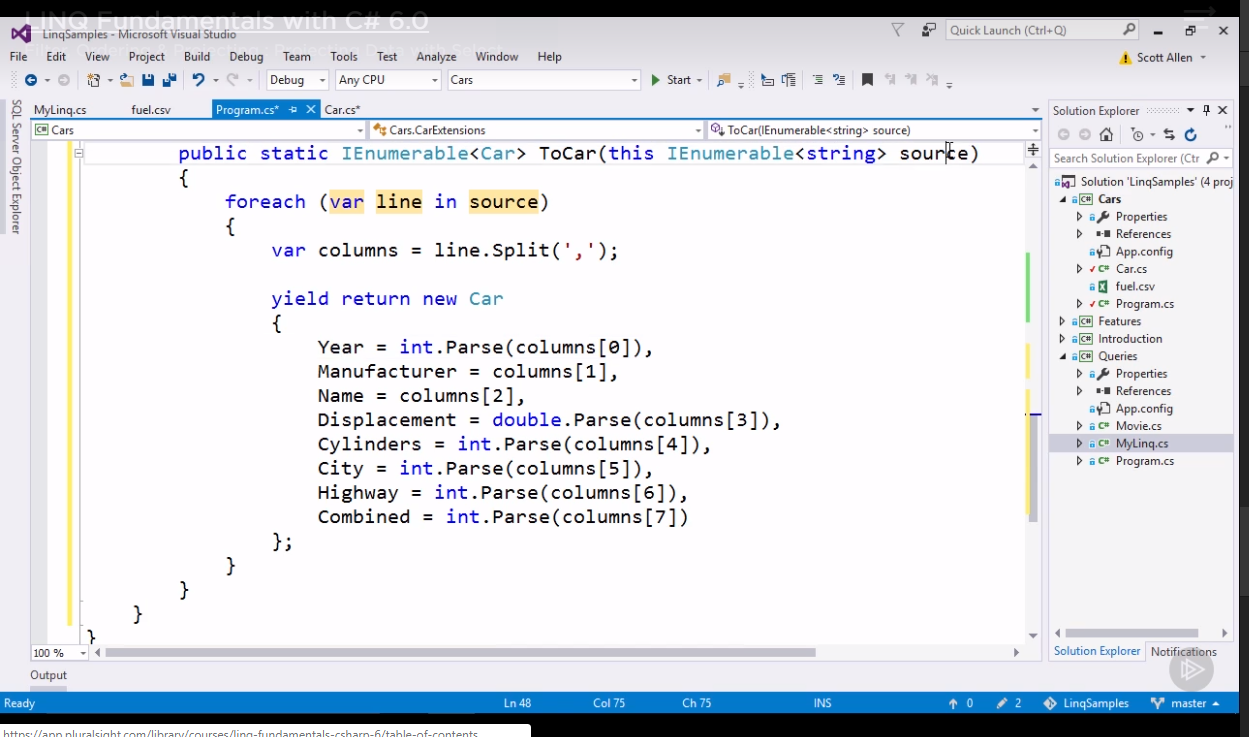 LINQ Fundamentals with C# 6.0
LinqSamples - Microsoft Visual Studio
Quick Launch (Ctrl+Q)
File Edit View Project Build Debug Team Tools Test Analyze Window Help
Scott Allen
Debug Any CPU Cars Start
SQL Server Object Explorer
MyLinq.cs fuel.csv Program.cs* Car.cs*
Cars Cars.CarExtensions ToCar(IEnumerable<string> source)
public static IEnumerable<Car> ToCar(this IEnumerable<string> source)
{
foreach (var line in source)
{
var columns = line.Split(',');
yield return new Car
{
Year = int.Parse(columns[0]),
Manufacturer = columns[1],
Name = columns[2],
Displacement = double.Parse(columns[3]),
Cylinders = int.Parse(columns[4]),
City = int.Parse(columns[5]),
Highway = int.Parse(columns[6]),
Combined = int.Parse(columns[7])
};
}
}
}
}
100 %
Solution Explorer
Search Solution Explorer (Ctr
Solution 'LinqSamples' (4 proj
Cars
Properties
References
App.config
Car.cs
fuel.csv
Program.cs
Features
Introduction
Queries
Properties
References
App.config
Movie.cs
MyLinq.cs
Program.cs
Solution Explorer Notifications
Output
Ready Ln 48 Col 75 Ch 75 INS 0 2 LinqSamples master
https://app.pluralsight.com/library/courses/linq-fundamentals-csharp-6/table-of-contents